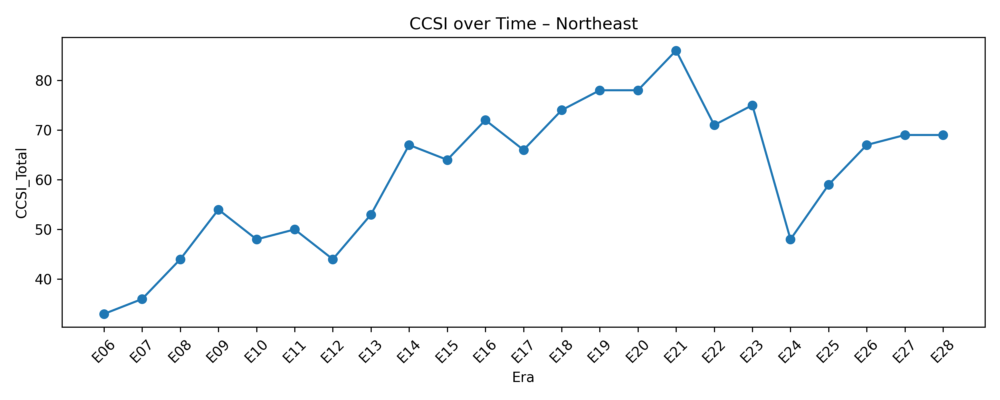 CCSI over Time – Northeast
CCSI_Total
80
70
60
50
40
E06 E07 E08 E09 E10 E11 E12 E13 E14 E15 E16 E17 E18 E19 E20 E21 E22 E23 E24 E25 E26 E27 E28
Era